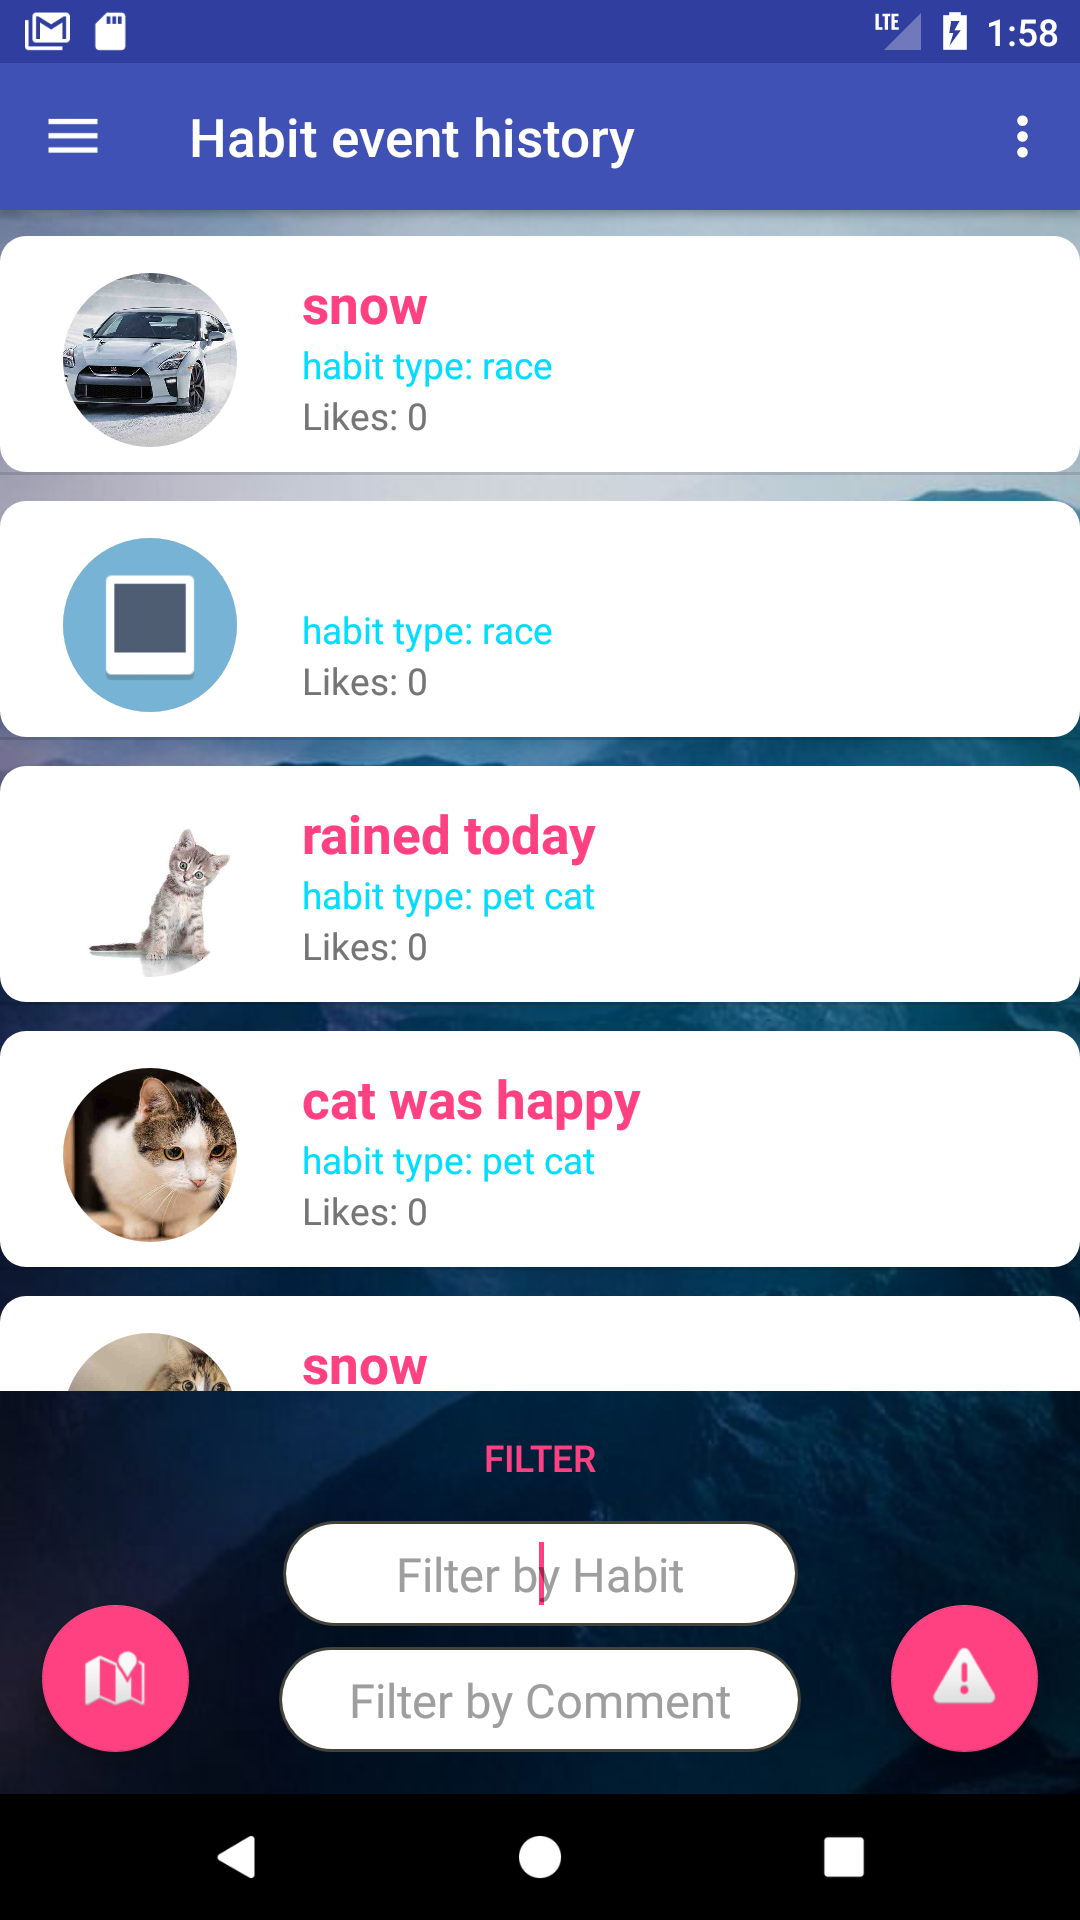 LTE 1:58
Habit event history
snow
habit type: race
Likes: 0
habit type: race
Likes: 0
rained today
habit type: pet cat
Likes: 0
cat was happy
habit type: pet cat
Likes: 0
snow
FILTER
Filter by Habit
Filter by Comment